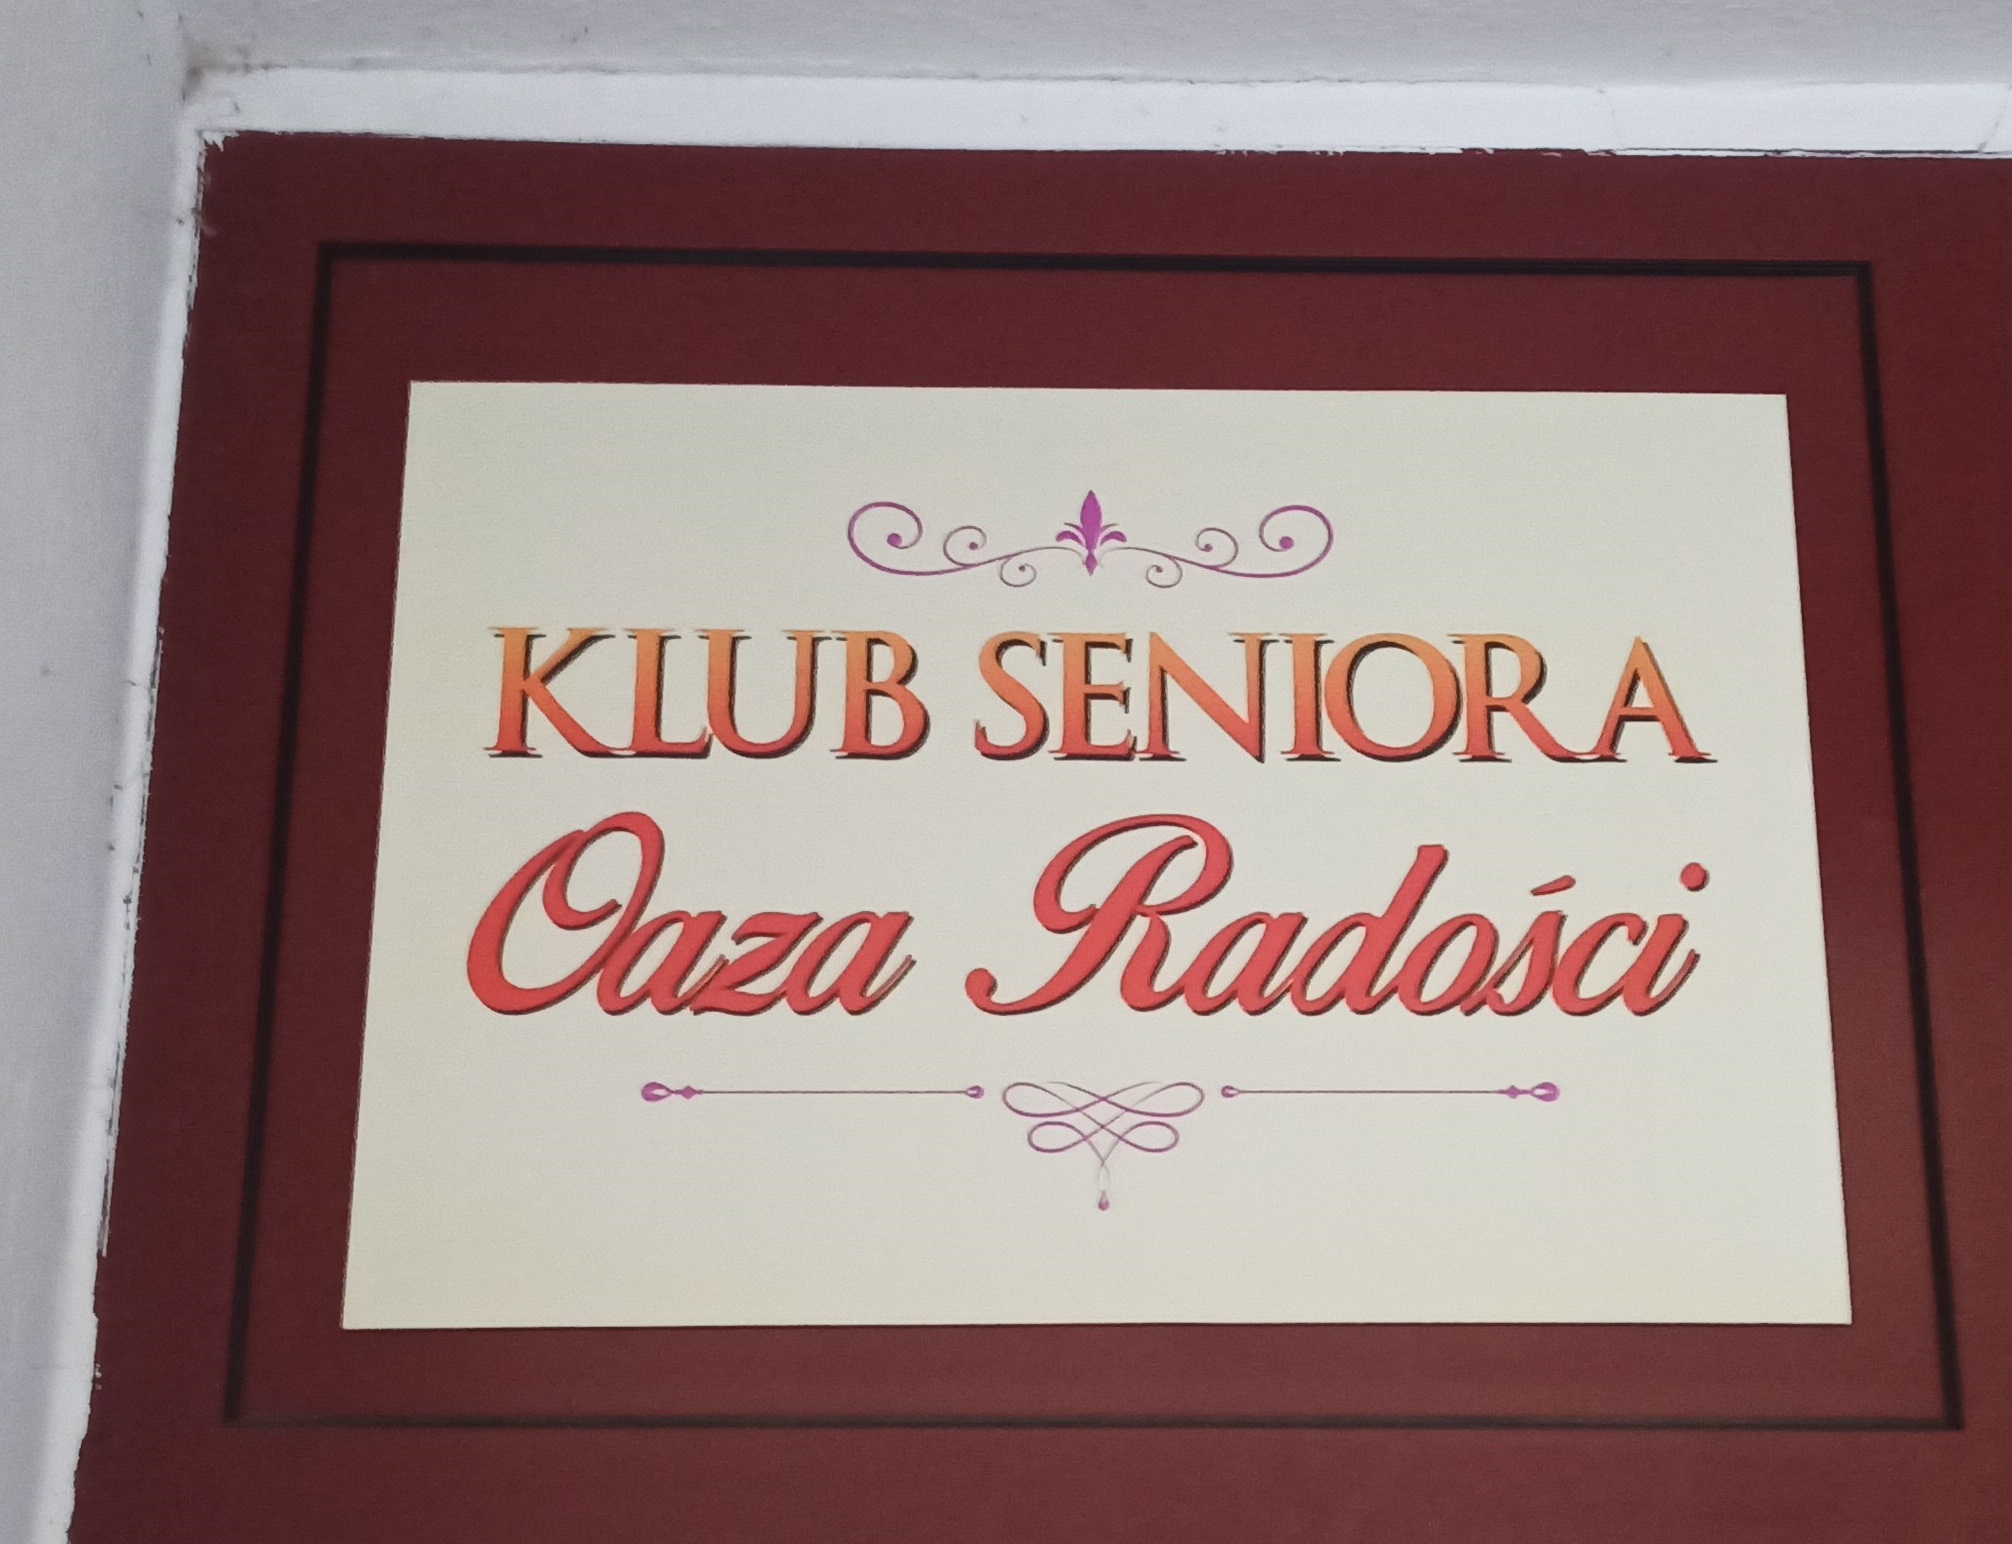 KLUB SENIORA
Oaza Radości